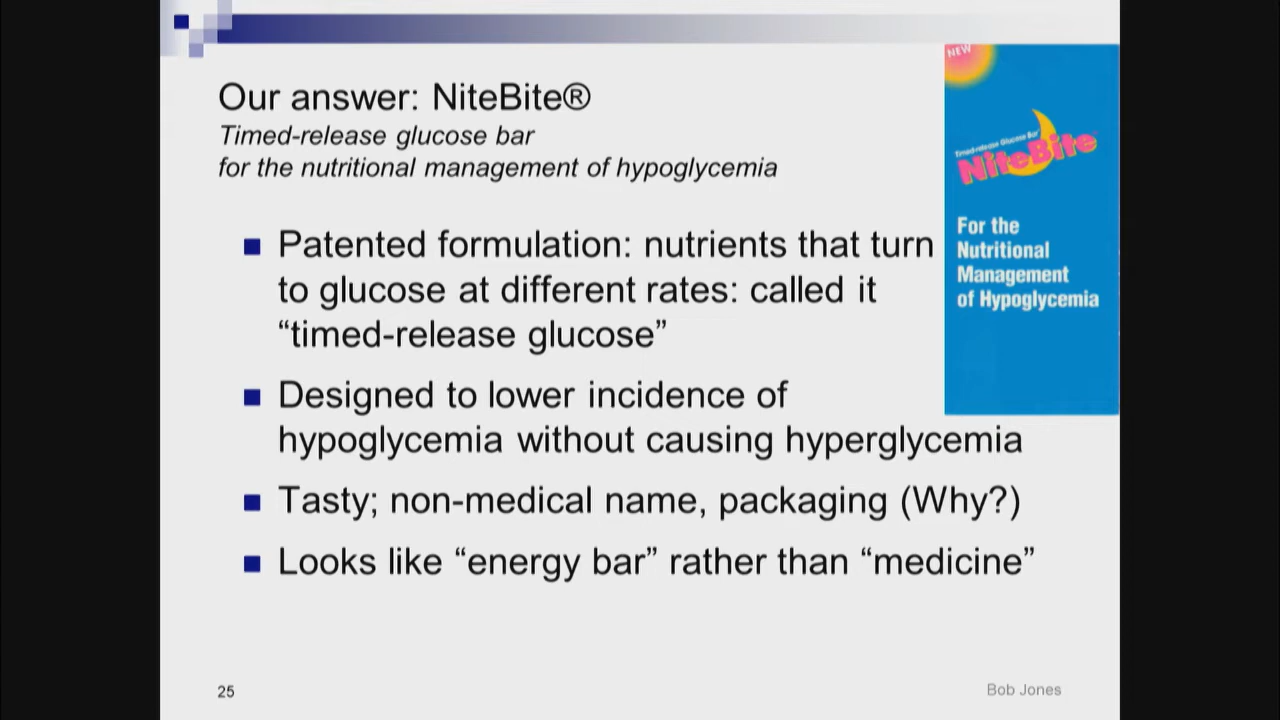 Our answer: NiteBite®
Timed-release glucose bar
for the nutritional management of hypoglycemia
Patented formulation: nutrients that turn
to glucose at different rates: called it
“timed-release glucose”
Designed to lower incidence of
hypoglycemia without causing hyperglycemia
Tasty; non-medical name, packaging (Why?)
Looks like “energy bar” rather than “medicine”
NEW
Timed-release Glucose Bar
NiteBite™
For the
Nutritional
Management
of Hypoglycemia
25
Bob Jones